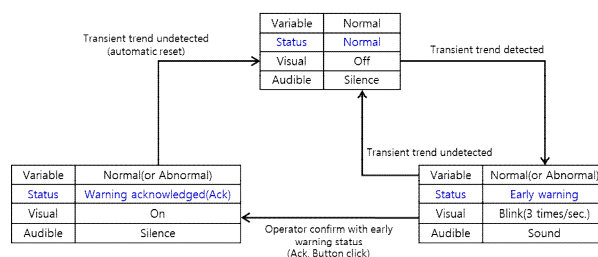 Variable Normal
Status Normal
Visual Off
Audible Silence
Transient trend undetected
(automatic reset)
Transient trend detected
Transient trend undetected
Variable Normal(or Abnormal)
Status Warning acknowledged(Ack)
Visual On
Audible Silence
Operator confirm with early
warning status
(Ack. Button click)
Variable Normal(or Abnormal)
Status Early warning
Visual Blink(3 times/sec.)
Audible Sound